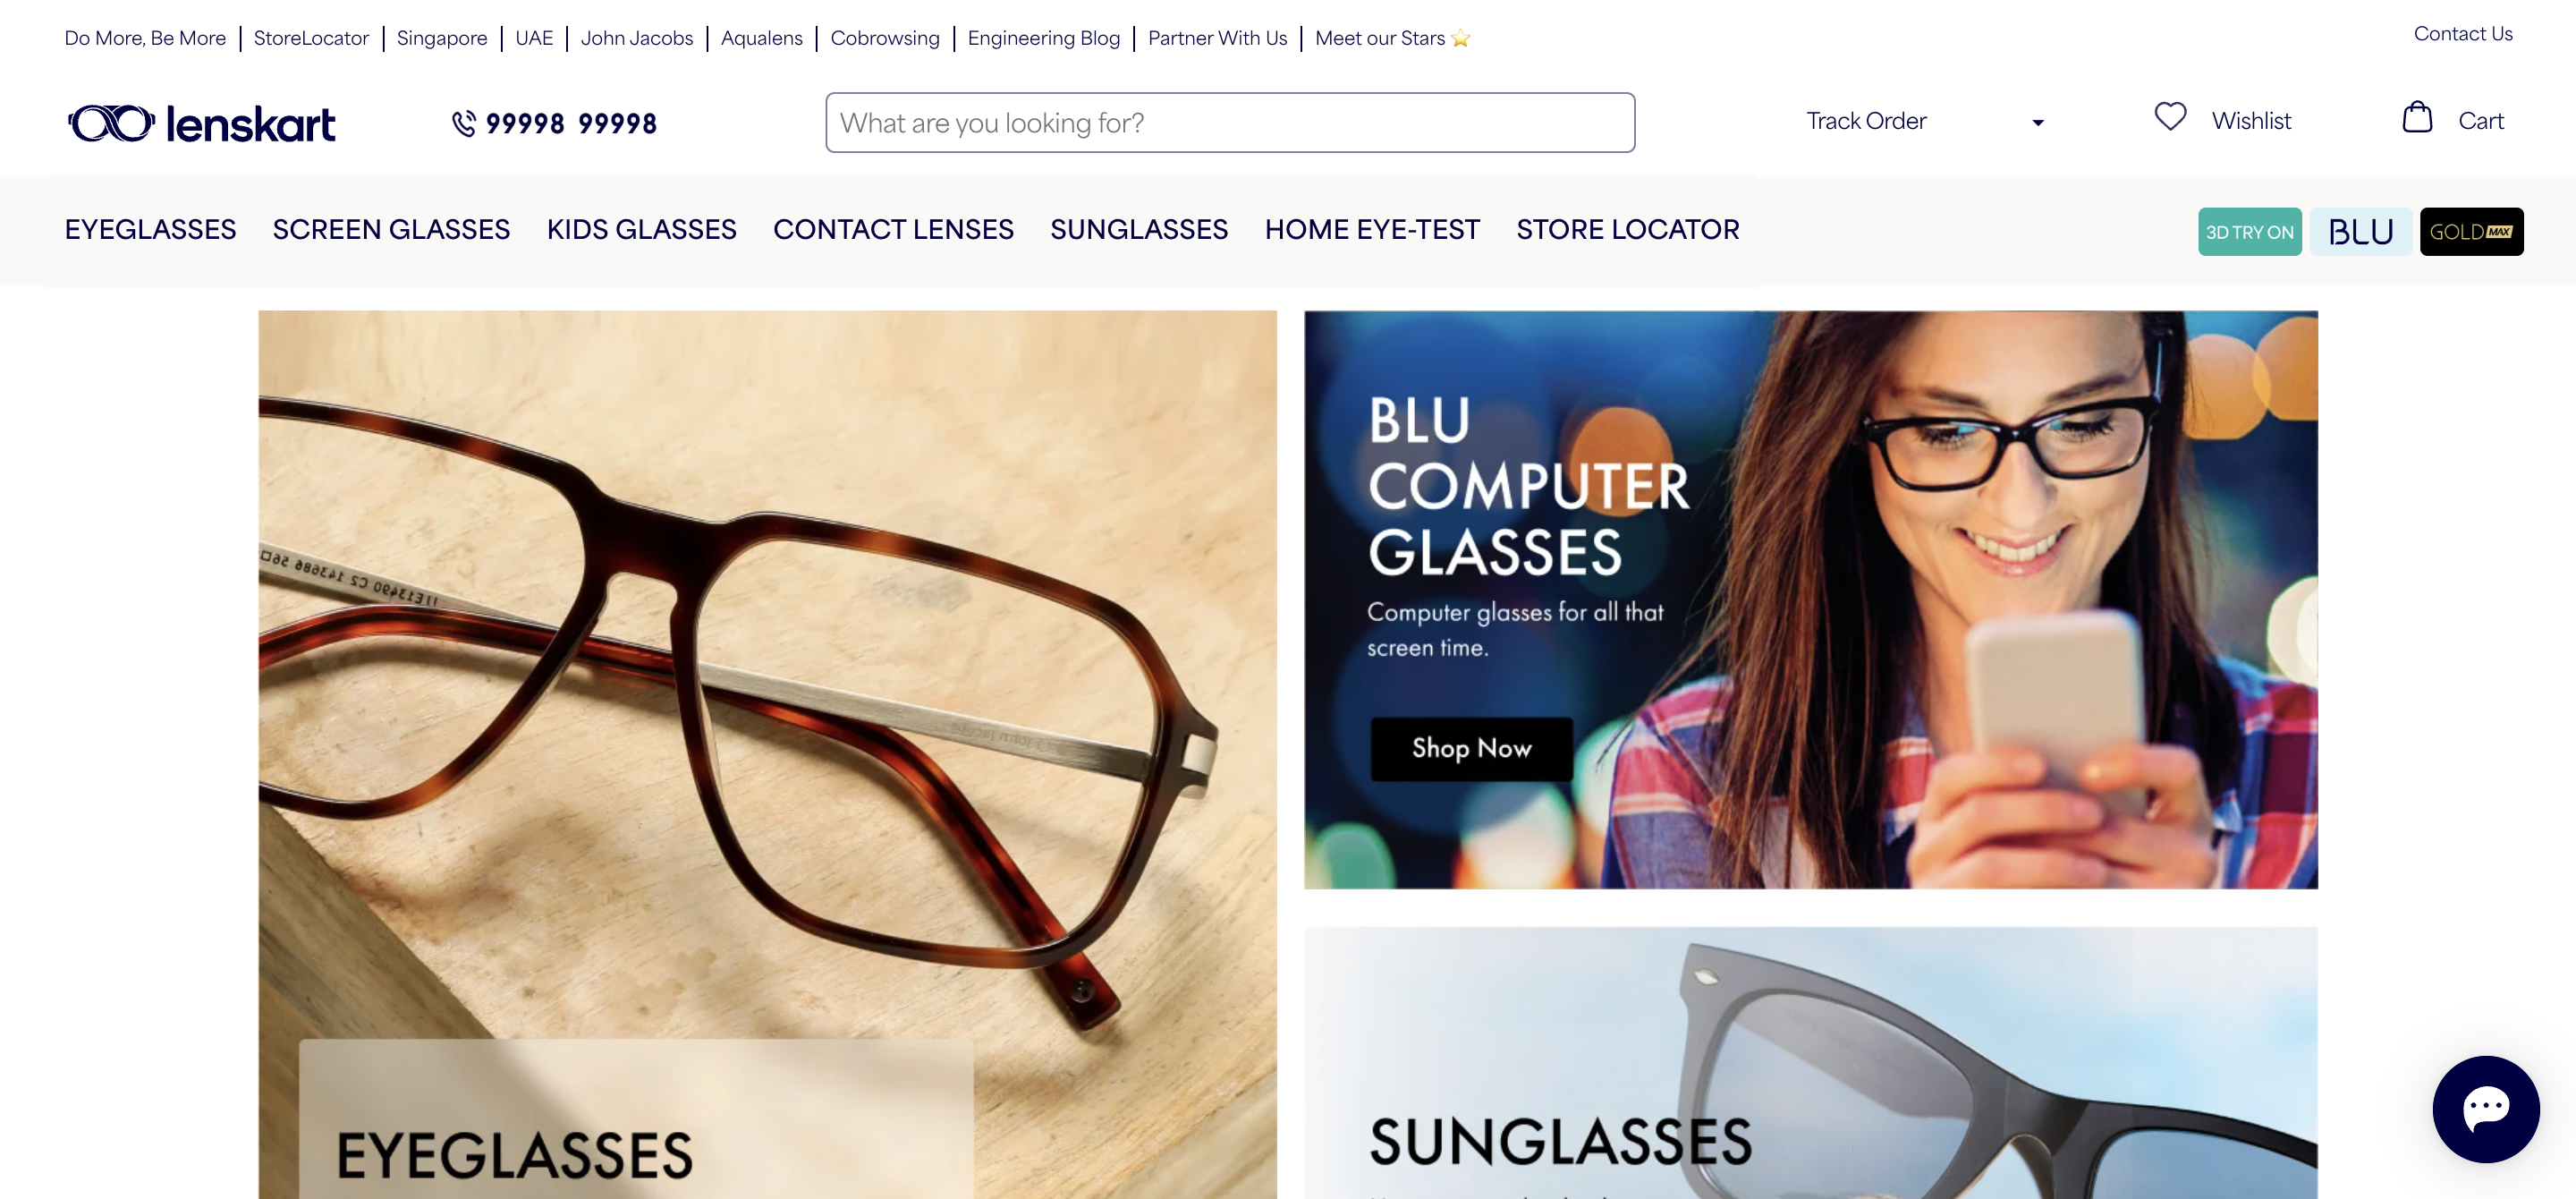 Do More, Be More | StoreLocator | Singapore | UAE | John Jacobs | Aqualens | Cobrowsing | Engineering Blog | Partner With Us | Meet our Stars ⭐
Contact Us
lenskart
99998 99998
What are you looking for?
Track Order
Wishlist
Cart
EYEGLASSES SCREEN GLASSES KIDS GLASSES CONTACT LENSES SUNGLASSES HOME EYE-TEST STORE LOCATOR
3D TRY ON
BLU
GOLD MAX
BLU
COMPUTER
GLASSES
Computer glasses for all that
screen time.
Shop Now
EYEGLASSES
SUNGLASSES